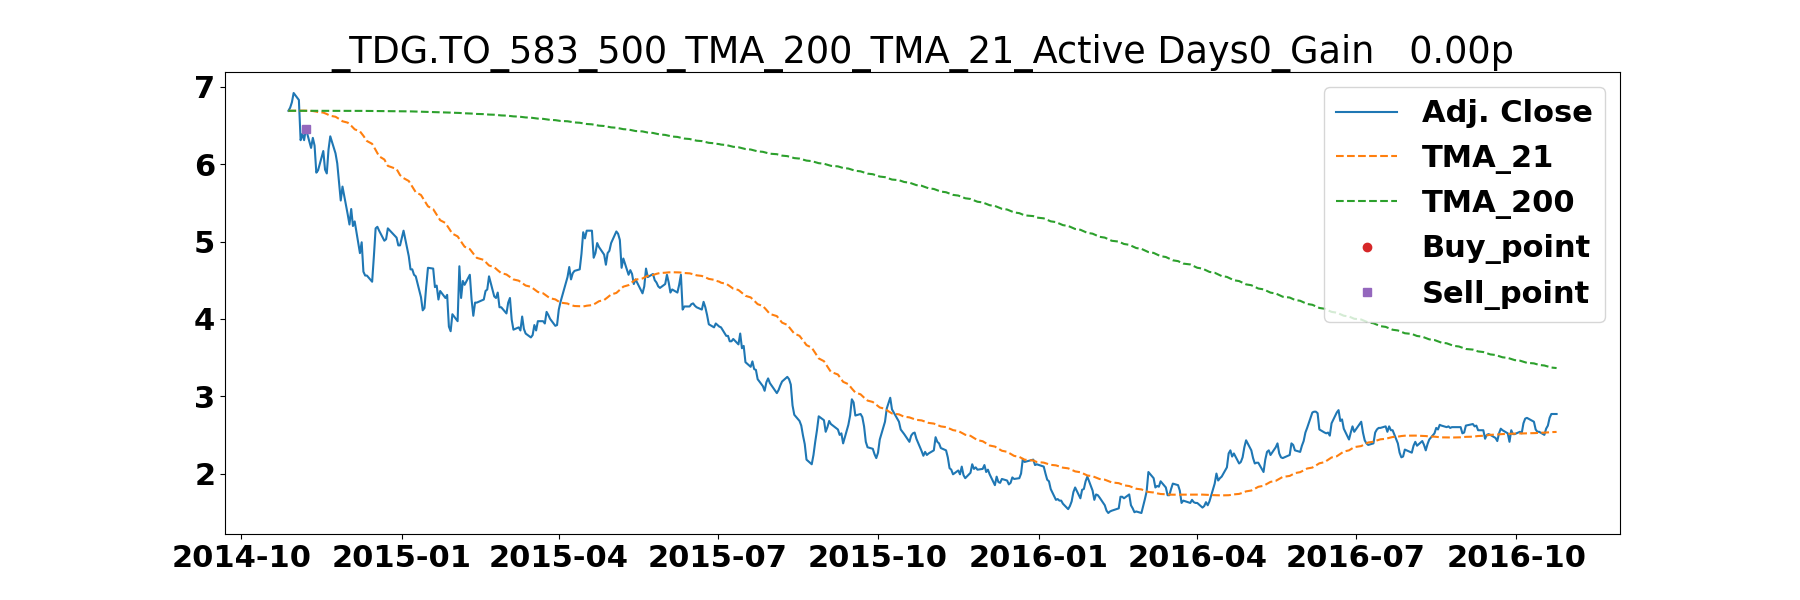 _TDG.TO_583_500_TMA_200_TMA_21_Active Days0_Gain   0.00p
7
6
5
4
3
2
Adj. Close
TMA_21
TMA_200
Buy_point
Sell_point
2014-10 2015-01 2015-04 2015-07 2015-10 2016-01 2016-04 2016-07 2016-10